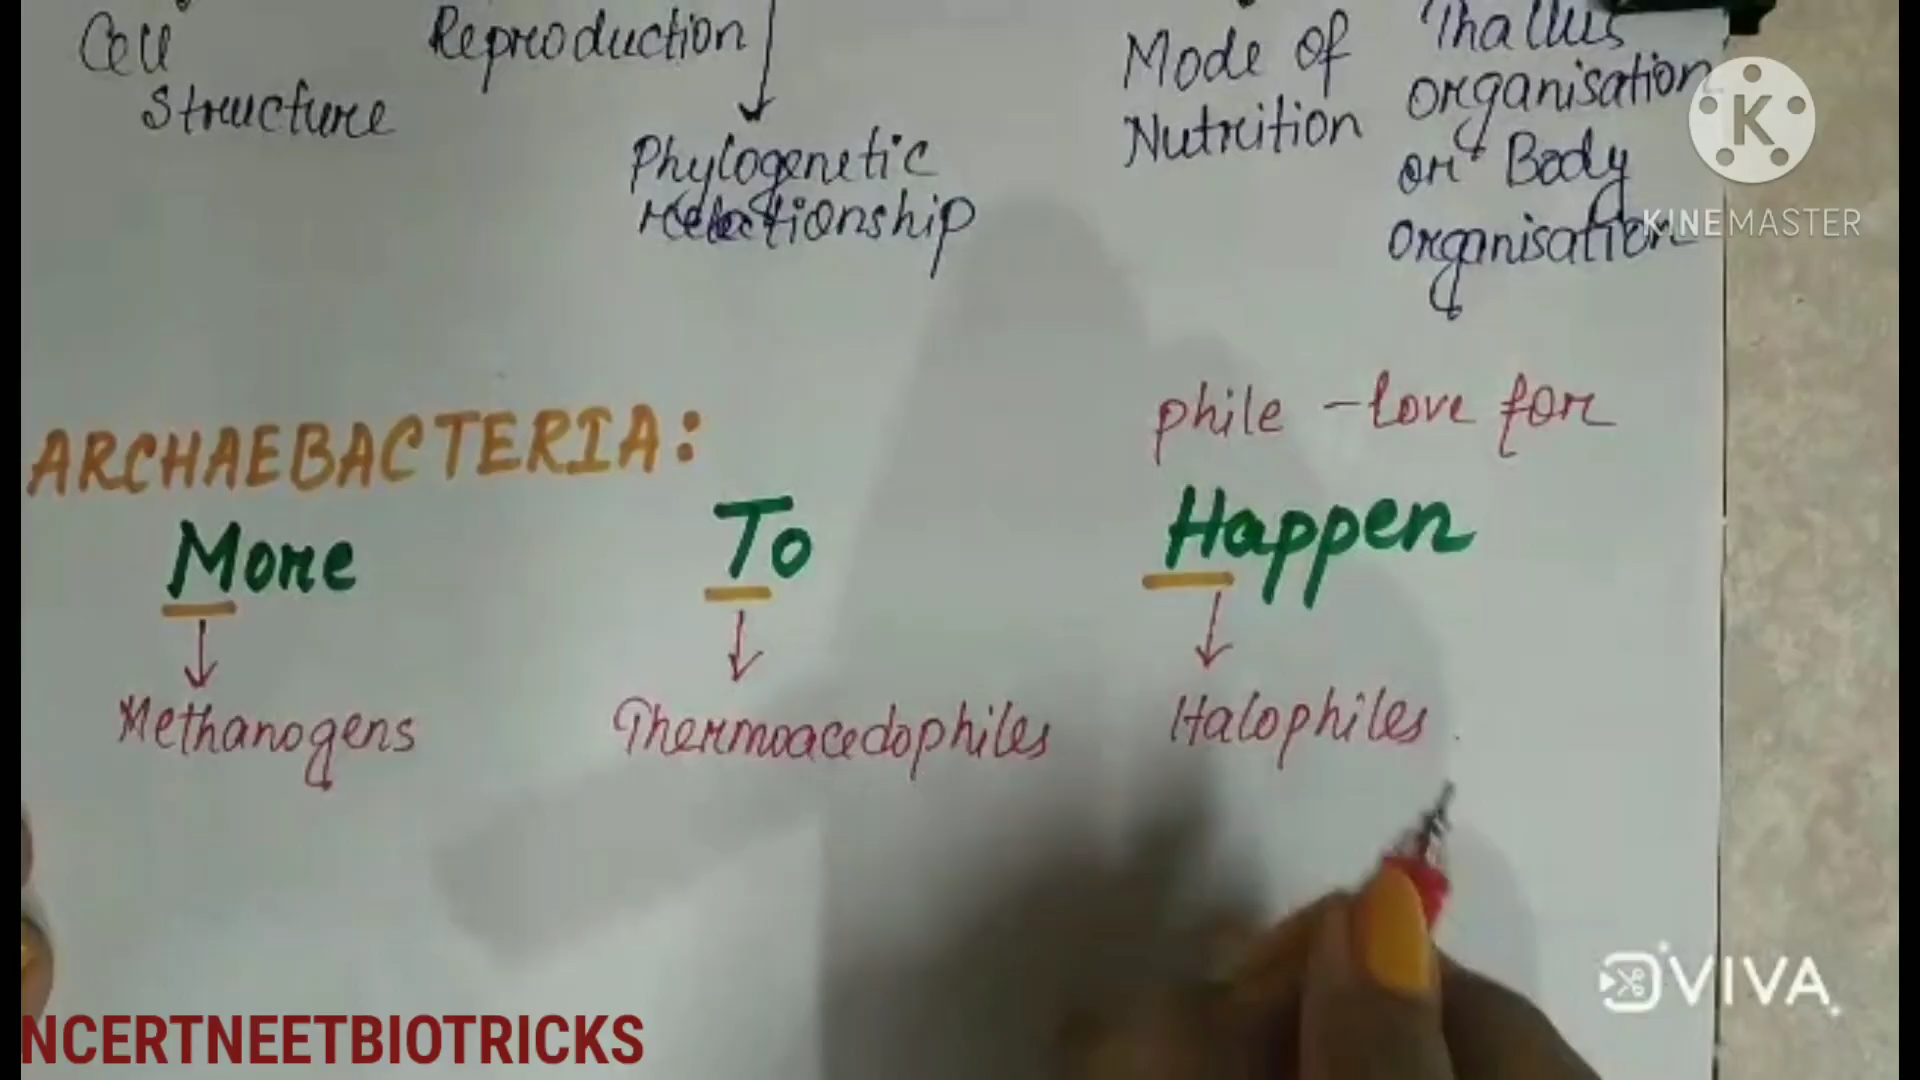 Cell
Structure
Reproduction
Phylogenetic
relationship
Mode of
Nutrition
Thallus
organisation
or Body
organisation
K
KINEMASTER
ARCHAEBACTERIA:
phile - love for
More To Happen
Methanogens Thermoacedophiles Halophiles
VIVA
NCERTNEETBIOTRICKS